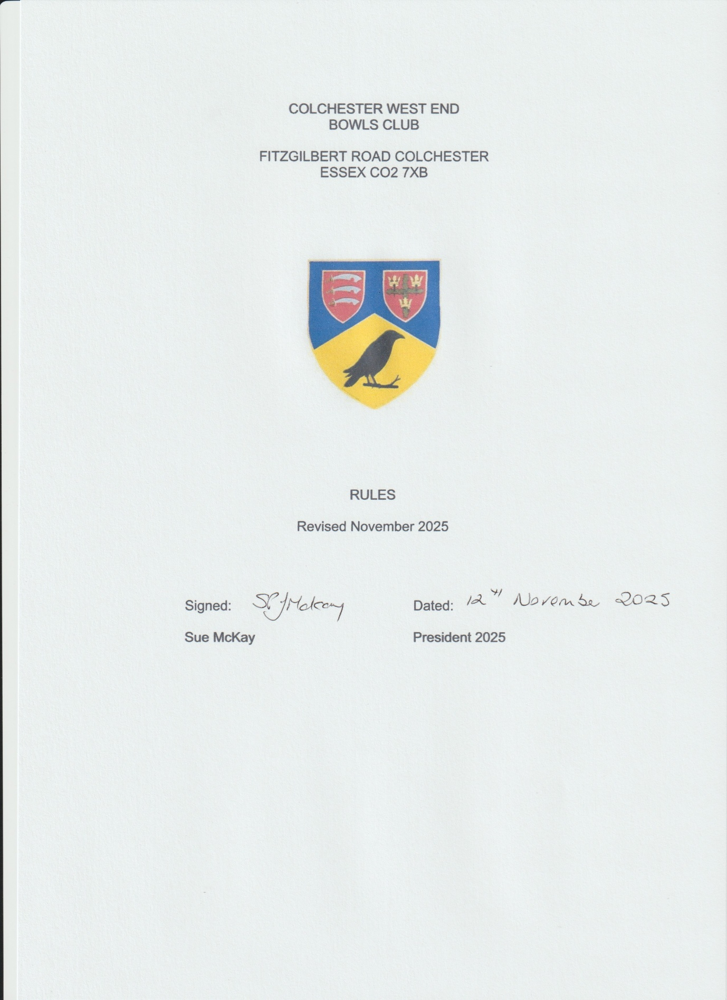 COLCHESTER WEST END
BOWLS CLUB
FITZGILBERT ROAD COLCHESTER
ESSEX CO2 7XB
RULES
Revised November 2025
Signed: SPJMcKay Dated: 12TH November 2025
Sue McKay President 2025